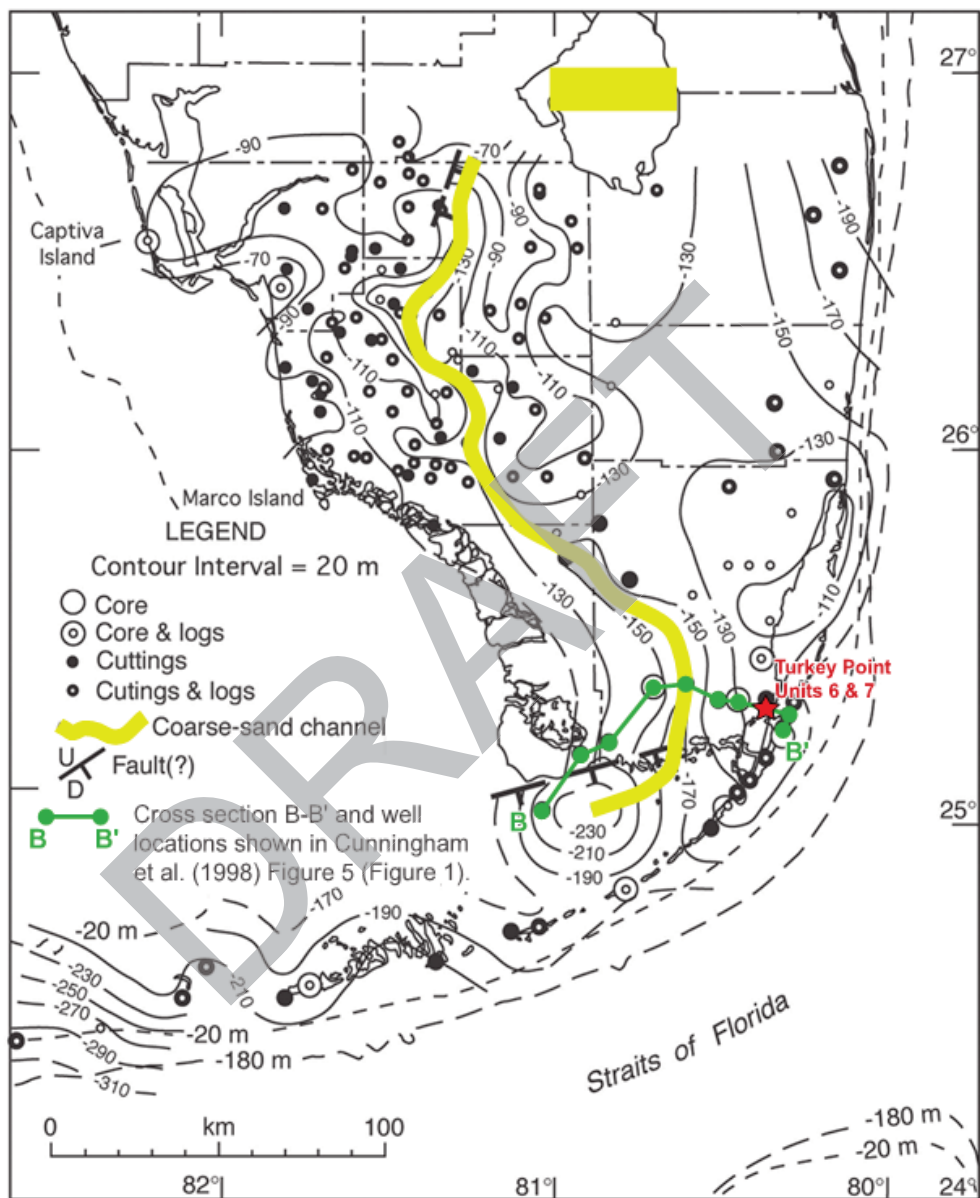 27°
-90
-70
-90
-190
Captiva
Island
-70
-130
-90
-130
-170
-150
-90
-110
-110
-110
-110
26°
-130
-130
Marco Island
LEGEND
Contour Interval = 20 m
Core
Core & logs
Cuttings
Cutings & logs
Coarse-sand channel
U
D
Fault(?)
B
B'
Cross section B-B' and well
locations shown in Cunningham
et al. (1998) Figure 5 (Figure 1).
-130
-150
-150
-130
-110
Turkey Point
Units 6 & 7
B'
B
-170
25°
-230
-210
-190
-170
-190
-20 m
-210
-230
-250
-270
-290
-310
-20 m
-180 m
Straits of Florida
0 km 100
-180 m
-20 m
82°
81°
80°
24°
DRAFT